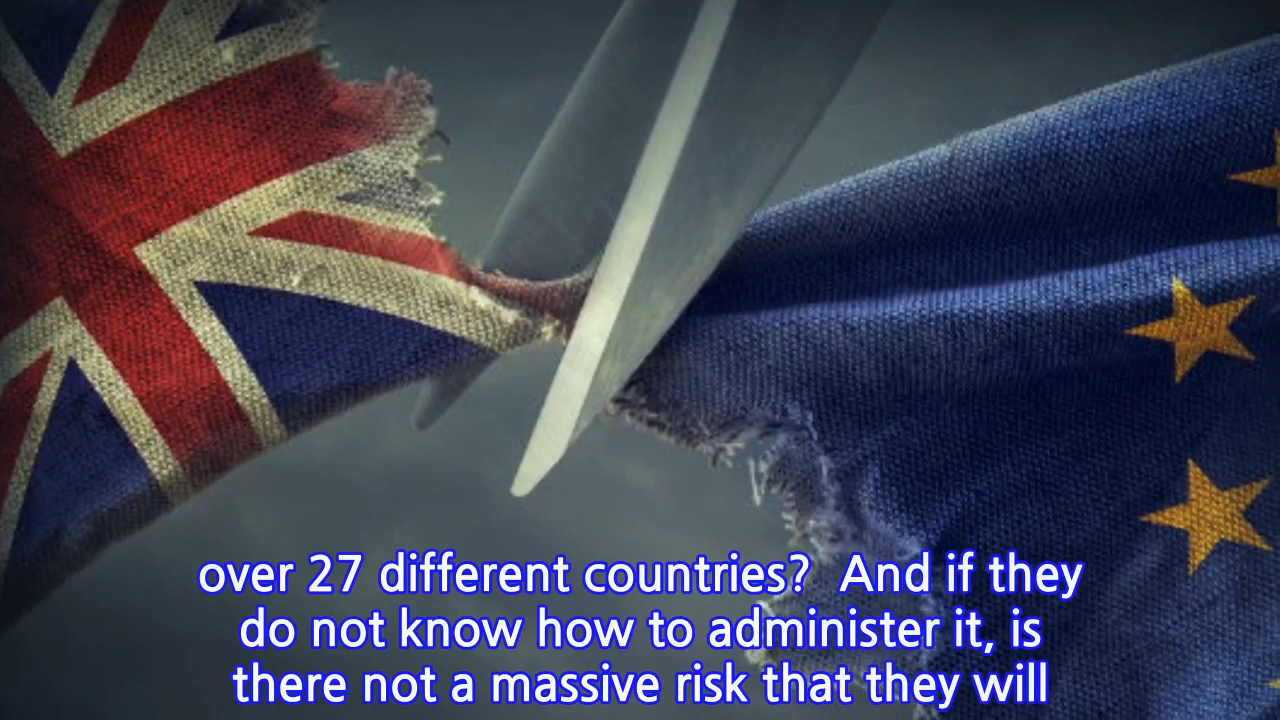 over 27 different countries?  And if they
do not know how to administer it, is
there not a massive risk that they will